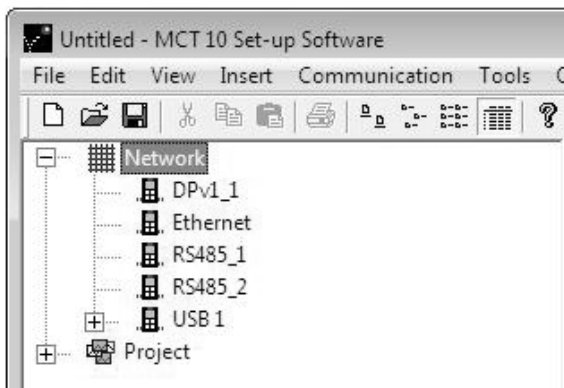 Untitled - MCT 10 Set-up Software
File Edit View Insert Communication Tools
Network
DPv1_1
Ethernet
RS485_1
RS485_2
USB 1
Project